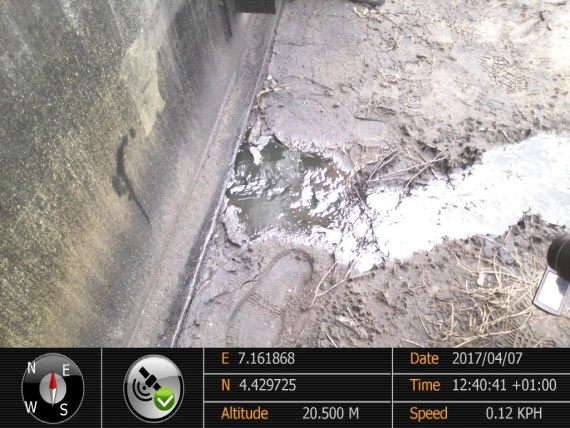 N E W S
E 7.161868 Date 2017/04/07
N 4.429725 Time 12:40:41 +01:00
Altitude 20.500 M Speed 0.12 KPH